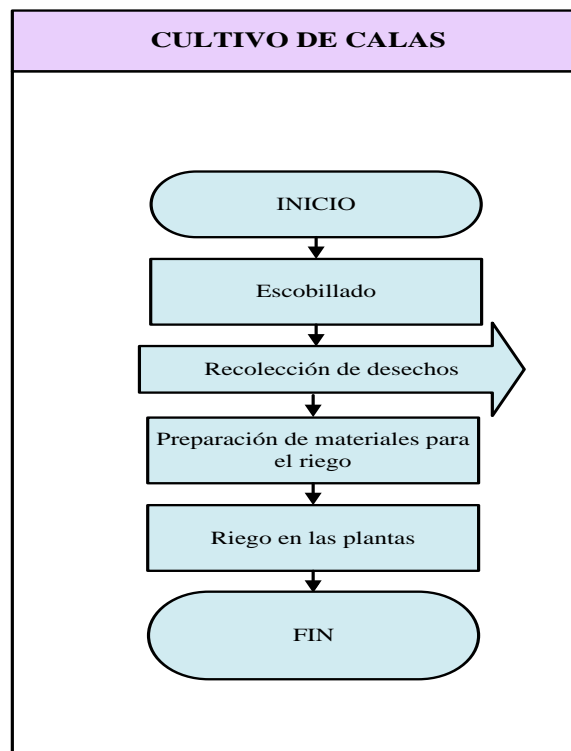 CULTIVO DE CALAS
INICIO
Escobillado
Recolección de desechos
Preparación de materiales para
el riego
Riego en las plantas
FIN